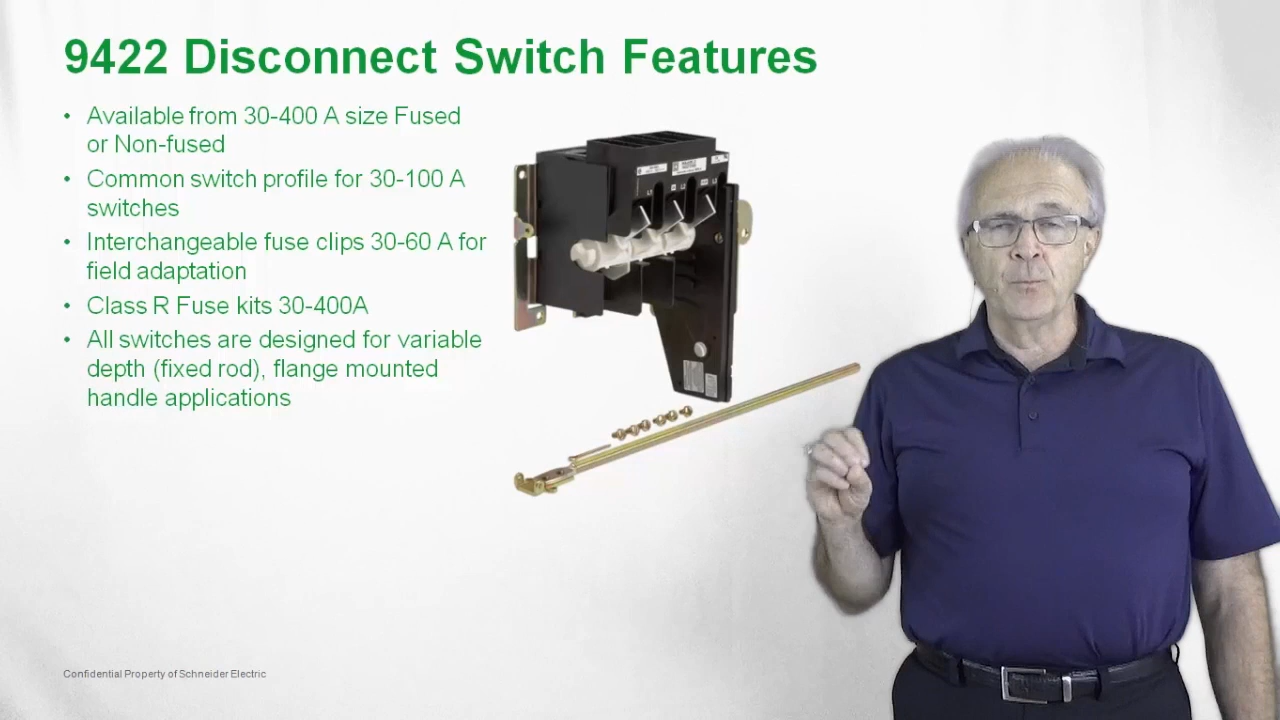 9422 Disconnect Switch Features
• Available from 30-400 A size Fused
or Non-fused
• Common switch profile for 30-100 A
switches
• Interchangeable fuse clips 30-60 A for
field adaptation
• Class R Fuse kits 30-400A
• All switches are designed for variable
depth (fixed rod), flange mounted
handle applications
Confidential Property of Schneider Electric